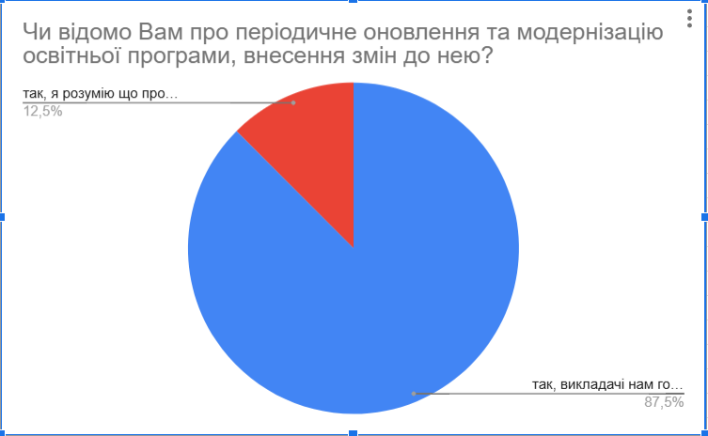 Чи відомо Вам про періодичне оновлення та модернізацію
освітньої програми, внесення змін до нею?
так, я розумію що про…
12,5%
так, викладачі нам го…
87,5%